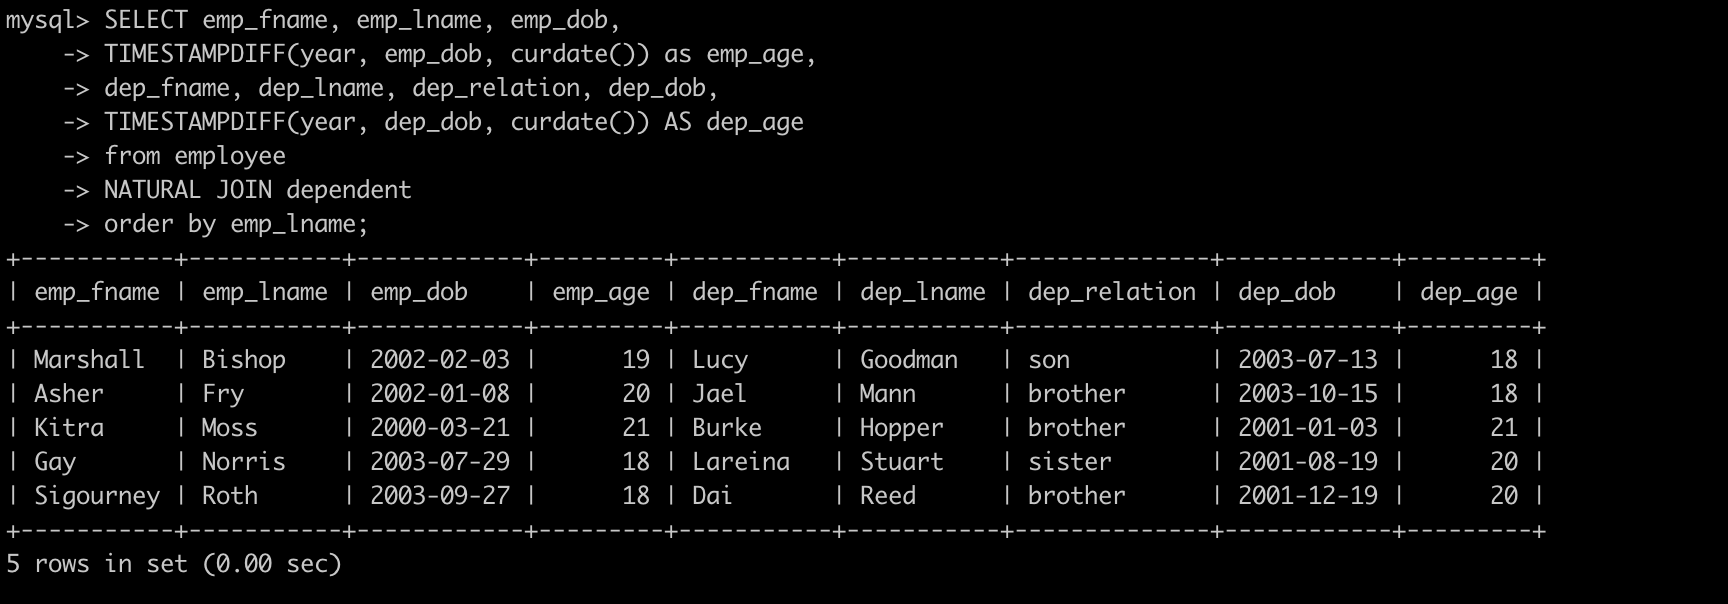 mysql> SELECT emp_fname, emp_lname, emp_dob,
    -> TIMESTAMPDIFF(year, emp_dob, curdate()) as emp_age,
    -> dep_fname, dep_lname, dep_relation, dep_dob,
    -> TIMESTAMPDIFF(year, dep_dob, curdate()) AS dep_age
    -> from employee
    -> NATURAL JOIN dependent
    -> order by emp_lname;
+-----------+-----------+------------+---------+-----------+-----------+--------------+------------+---------+
| emp_fname | emp_lname | emp_dob    | emp_age | dep_fname | dep_lname | dep_relation | dep_dob    | dep_age |
+-----------+-----------+------------+---------+-----------+-----------+--------------+------------+---------+
| Marshall  | Bishop    | 2002-02-03 |      19 | Lucy      | Goodman   | son          | 2003-07-13 |      18 |
| Asher     | Fry       | 2002-01-08 |      20 | Jael      | Mann      | brother      | 2003-10-15 |      18 |
| Kitra     | Moss      | 2000-03-21 |      21 | Burke     | Hopper    | brother      | 2001-01-03 |      21 |
| Gay       | Norris    | 2003-07-29 |      18 | Lareina   | Stuart    | sister       | 2001-08-19 |      20 |
| Sigourney | Roth      | 2003-09-27 |      18 | Dai       | Reed      | brother      | 2001-12-19 |      20 |
+-----------+-----------+------------+---------+-----------+-----------+--------------+------------+---------+
5 rows in set (0.00 sec)